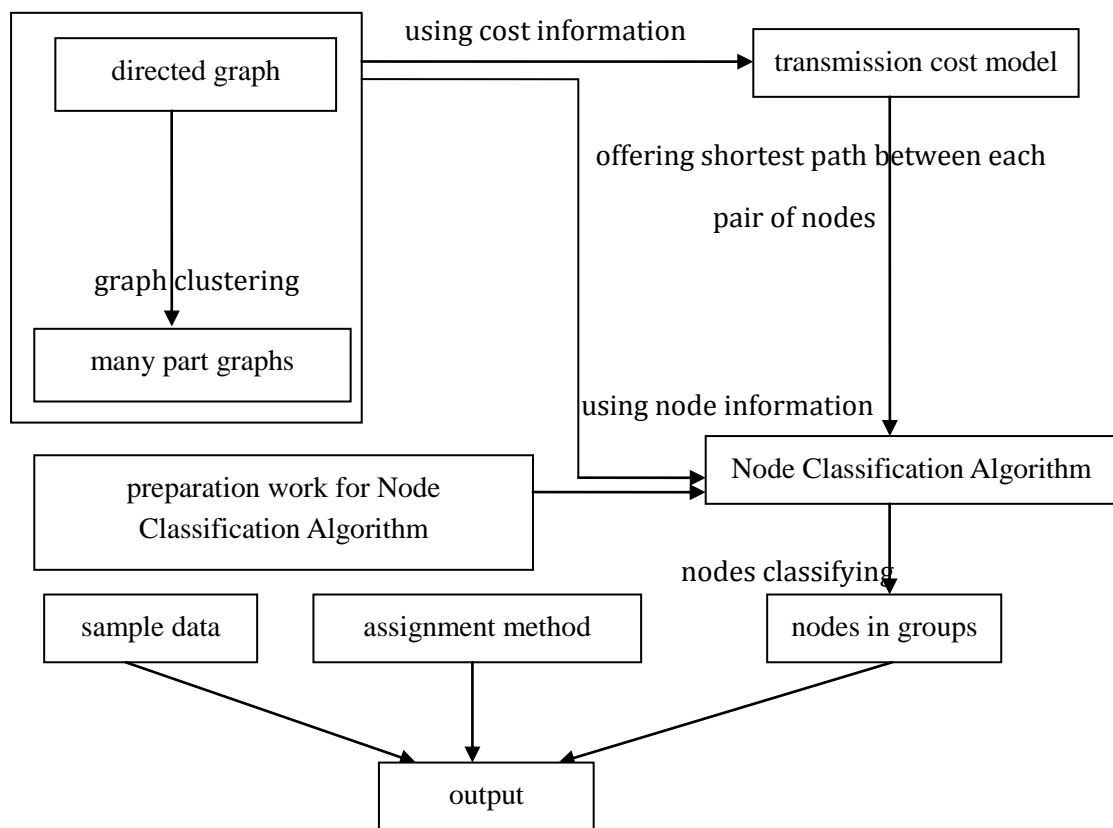 using cost information
directed graph
transmission cost model
offering shortest path between each
pair of nodes
graph clustering
many part graphs
using node information
Node Classification Algorithm
preparation work for Node
Classification Algorithm
nodes classifying
sample data
assignment method
nodes in groups
output